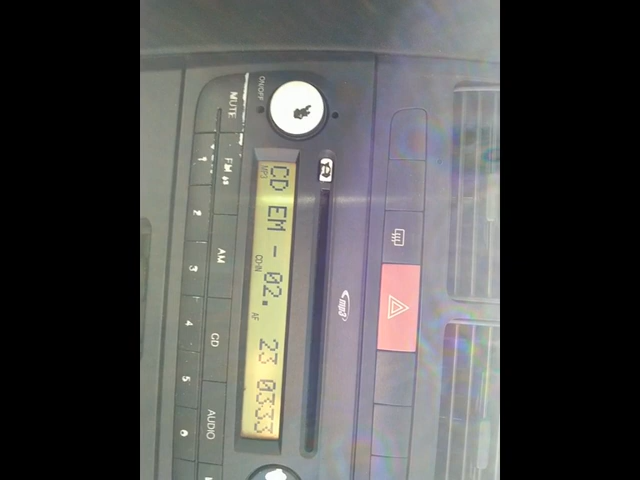 mp3
ON/OFF
CD EM - 02. 23 0333
MP3 CD-IN AF
MUTE FM AM CD AUDIO
1 2 3 4 5 6